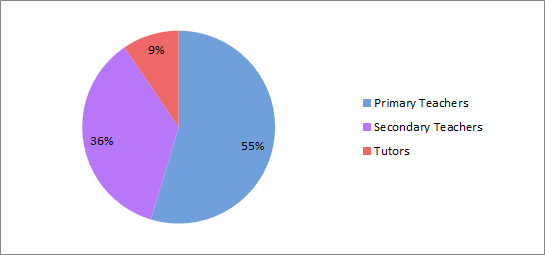 9%
36%
55%
Primary Teachers
Secondary Teachers
Tutors